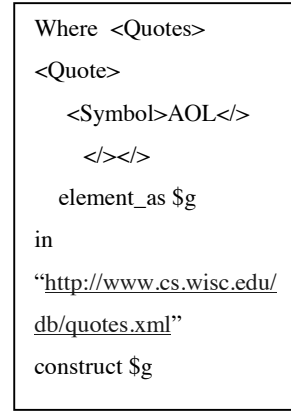 Where <Quotes>
<Quote>
<Symbol>AOL</>
</></>
element_as $g
in
“http://www.cs.wisc.edu/
db/quotes.xml”
construct $g